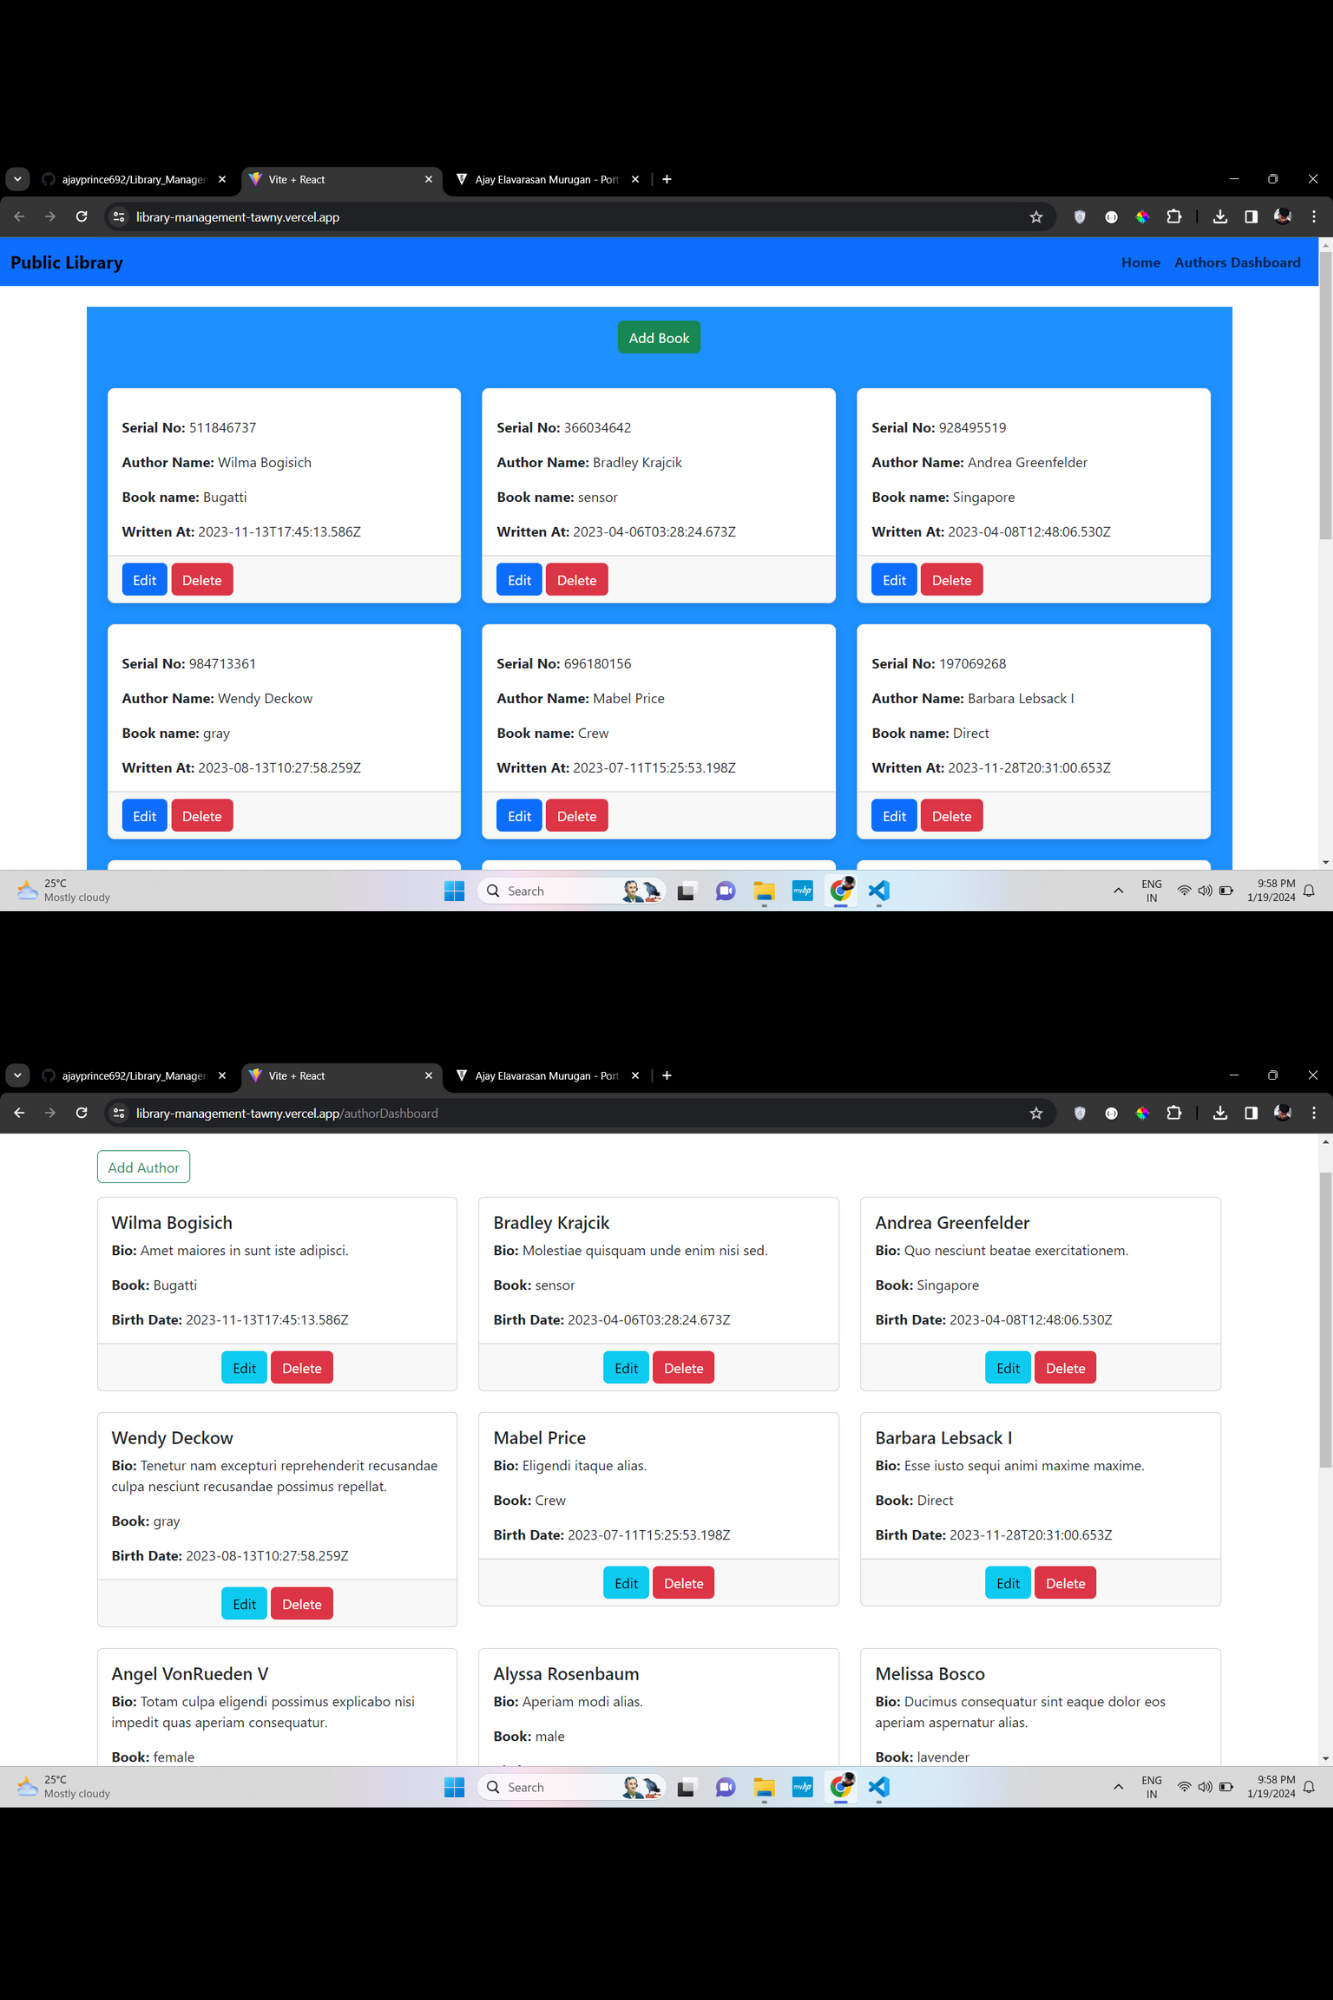 ajayprince692/Library_Manager
Vite + React
Ajay Elavarasan Murugan - Port
library-management-tawny.vercel.app
Public Library
Home Authors Dashboard
Add Book
Serial No: 511846737
Author Name: Wilma Bogisich
Book name: Bugatti
Written At: 2023-11-13T17:45:13.586Z
Edit Delete
Serial No: 366034642
Author Name: Bradley Krajcik
Book name: sensor
Written At: 2023-04-06T03:28:24.673Z
Edit Delete
Serial No: 928495519
Author Name: Andrea Greenfelder
Book name: Singapore
Written At: 2023-04-08T12:48:06.530Z
Edit Delete
Serial No: 984713361
Author Name: Wendy Deckow
Book name: gray
Written At: 2023-08-13T10:27:58.259Z
Edit Delete
Serial No: 696180156
Author Name: Mabel Price
Book name: Crew
Written At: 2023-07-11T15:25:53.198Z
Edit Delete
Serial No: 197069268
Author Name: Barbara Lebsack I
Book name: Direct
Written At: 2023-11-28T20:31:00.653Z
Edit Delete
25°C
Mostly cloudy
Search
myhp
ENG
IN
9:58 PM
1/19/2024
ajayprince692/Library_Manager
Vite + React
Ajay Elavarasan Murugan - Port
library-management-tawny.vercel.app/authorDashboard
Add Author
Wilma Bogisich
Bio: Amet maiores in sunt iste adipisci.
Book: Bugatti
Birth Date: 2023-11-13T17:45:13.586Z
Edit Delete
Bradley Krajcik
Bio: Molestiae quisquam unde enim nisi sed.
Book: sensor
Birth Date: 2023-04-06T03:28:24.673Z
Edit Delete
Andrea Greenfelder
Bio: Quo nesciunt beatae exercitationem.
Book: Singapore
Birth Date: 2023-04-08T12:48:06.530Z
Edit Delete
Wendy Deckow
Bio: Tenetur nam excepturi reprehenderit recusandae
culpa nesciunt recusandae possimus repellat.
Book: gray
Birth Date: 2023-08-13T10:27:58.259Z
Edit Delete
Mabel Price
Bio: Eligendi itaque alias.
Book: Crew
Birth Date: 2023-07-11T15:25:53.198Z
Edit Delete
Barbara Lebsack I
Bio: Esse iusto sequi animi maxime maxime.
Book: Direct
Birth Date: 2023-11-28T20:31:00.653Z
Edit Delete
Angel VonRueden V
Bio: Totam culpa eligendi possimus explicabo nisi
impedit quas aperiam consequatur.
Book: female
Alyssa Rosenbaum
Bio: Aperiam modi alias.
Book: male
Melissa Bosco
Bio: Ducimus consequatur sint eaque dolor eos
aperiam aspernatur alias.
Book: lavender
25°C
Mostly cloudy
Search
myhp
ENG
IN
9:58 PM
1/19/2024